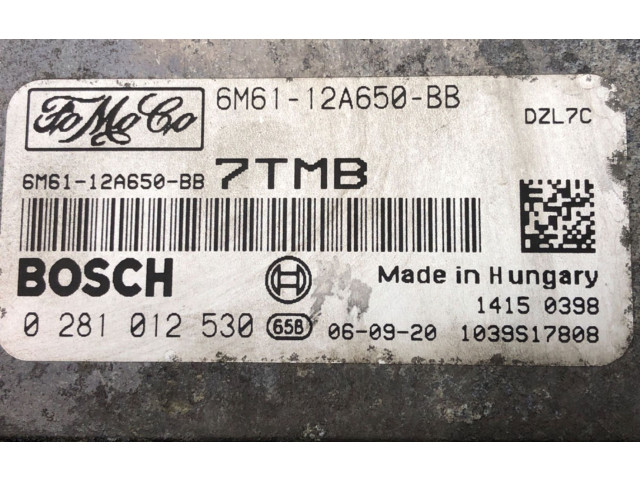 FoMoCo
6M61-12A650-BB
DZL7C
6M61-12A650-BB 7TMB
BOSCH
Made in Hungary
1415 0398
0 281 012 530 65B 06-09-20 1039S17808